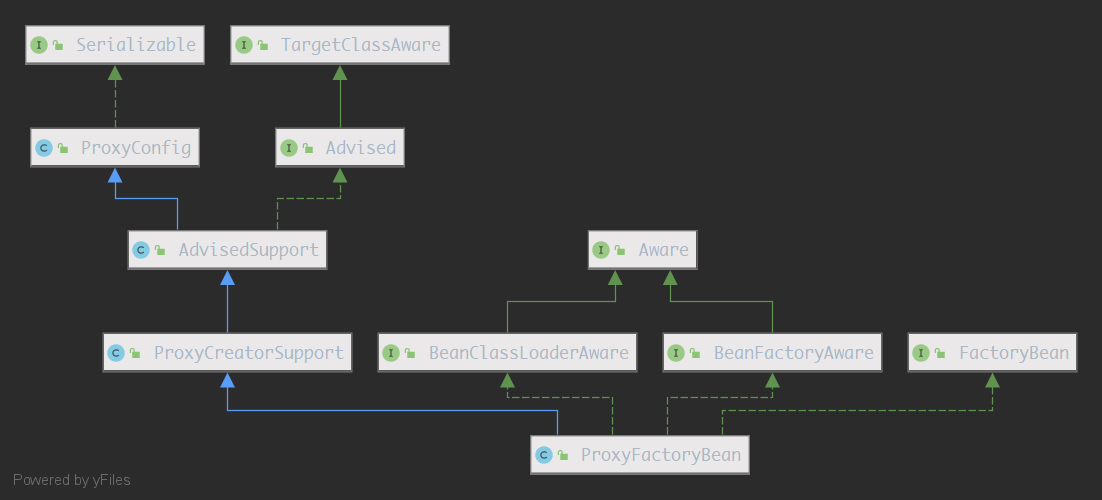 Serializable
TargetClassAware
ProxyConfig
Advised
AdvisedSupport
Aware
ProxyCreatorSupport
BeanClassLoaderAware
BeanFactoryAware
FactoryBean
ProxyFactoryBean
Powered by yFiles